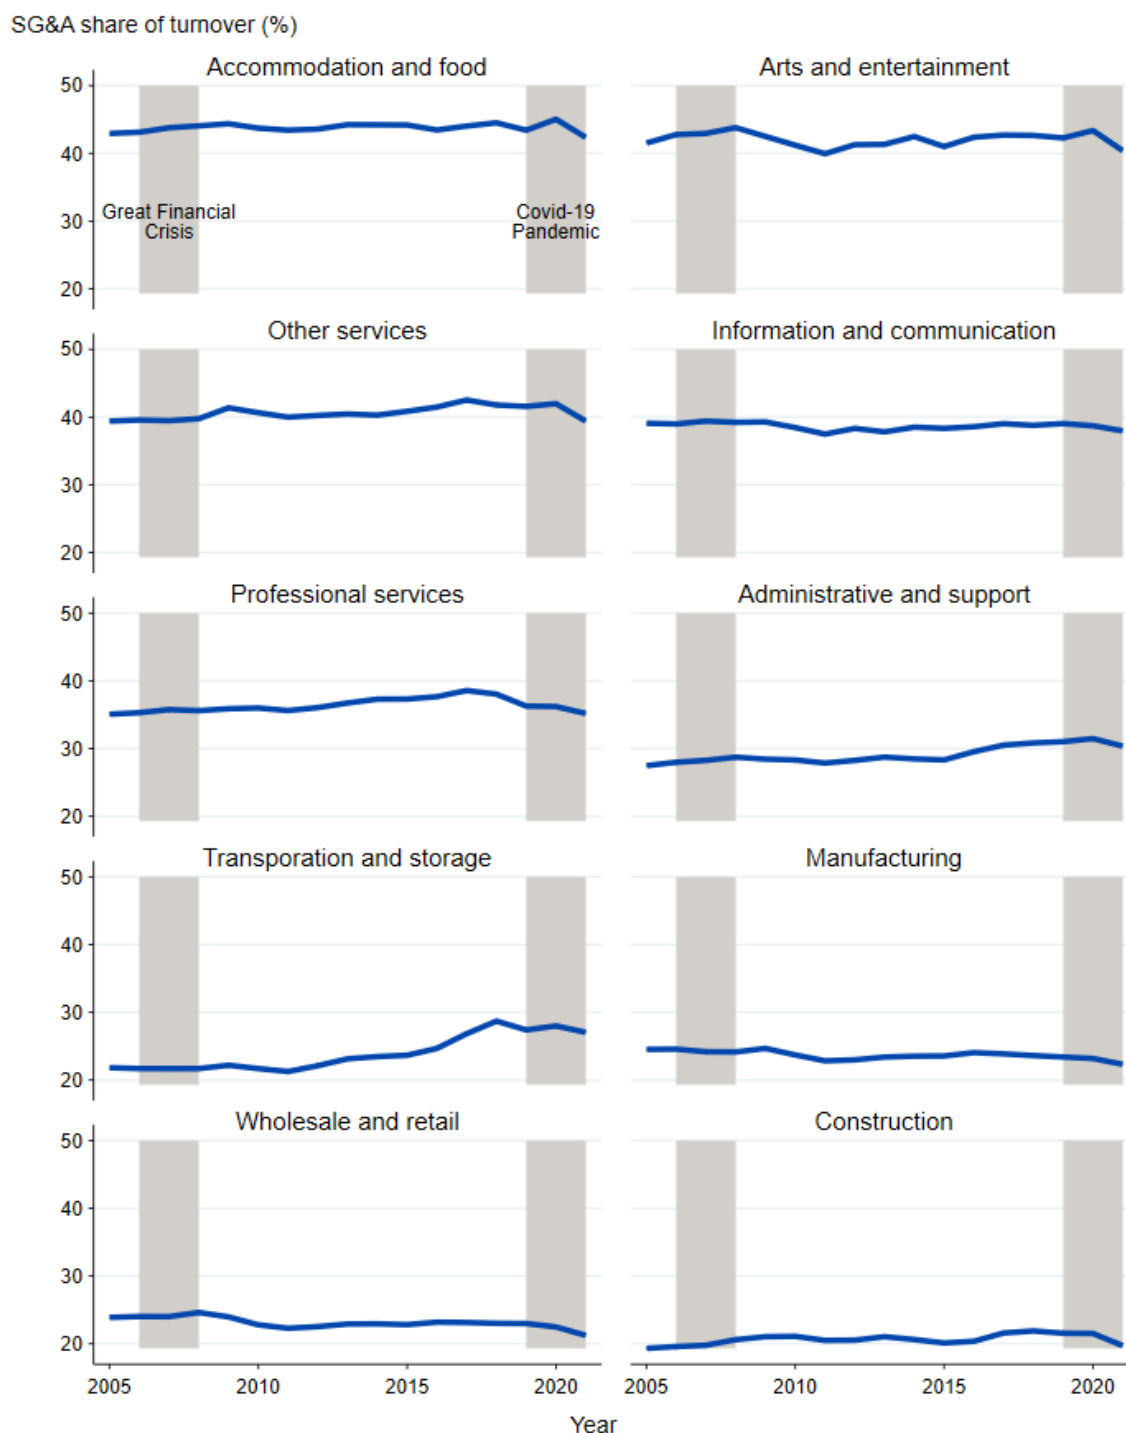 SG&A share of turnover (%)
Accommodation and food
Arts and entertainment
50
40
30
20
Great Financial
Crisis
Covid-19
Pandemic
Other services
Information and communication
50
40
30
20
Professional services
Administrative and support
50
40
30
20
Transporation and storage
Manufacturing
50
40
30
20
Wholesale and retail
Construction
50
40
30
20
2005 2010 2015 2020 2005 2010 2015 2020
Year